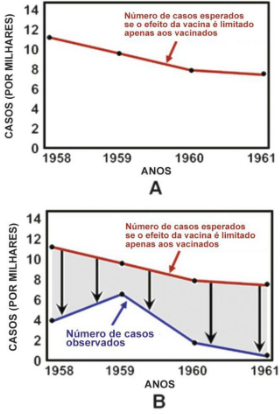 14
Número de casos esperados
se o efeito da vacina é limitado
apenas aos vacinados
12
10
8
6
4
2
0
CASOS (POR MILHARES)
1958 1959 1960 1961
ANOS
A
14
Número de casos esperados
se o efeito da vacina é limitado
apenas aos vacinados
12
10
8
6
4
2
0
CASOS (POR MILHARES)
Número de casos
observados
1958 1959 1960 1961
ANOS
B